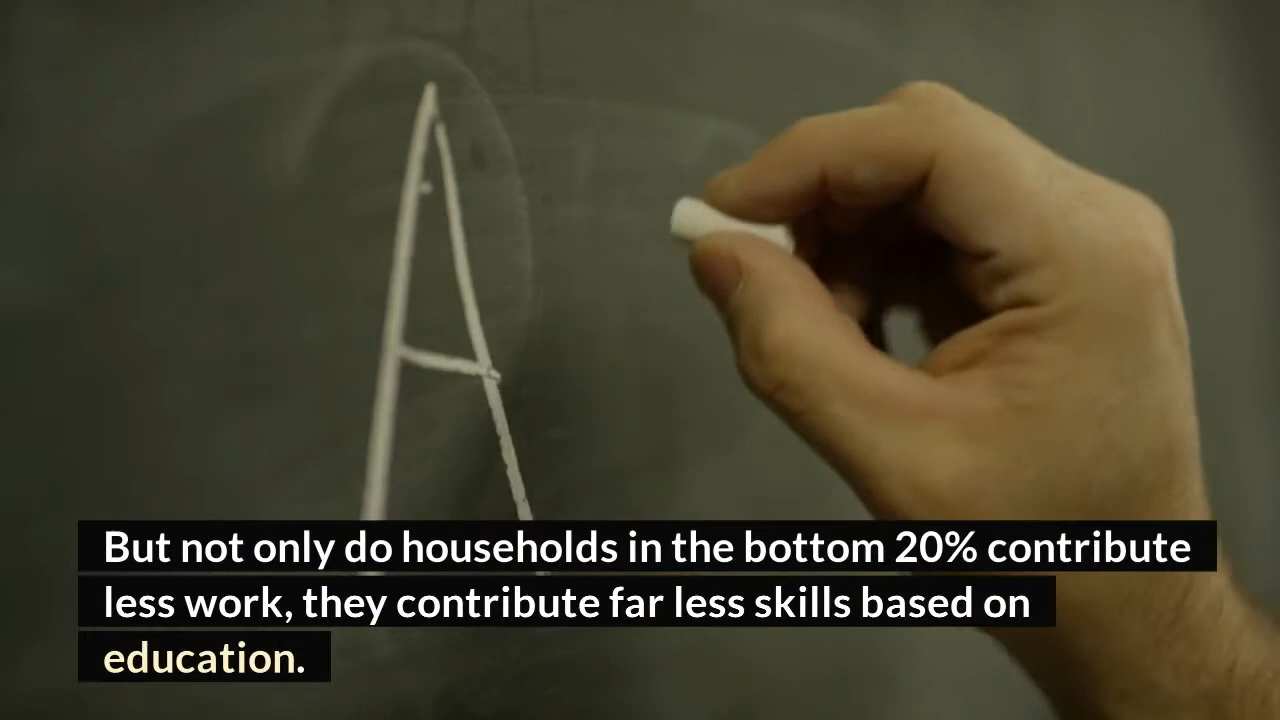 A
But not only do households in the bottom 20% contribute
less work, they contribute far less skills based on
education.